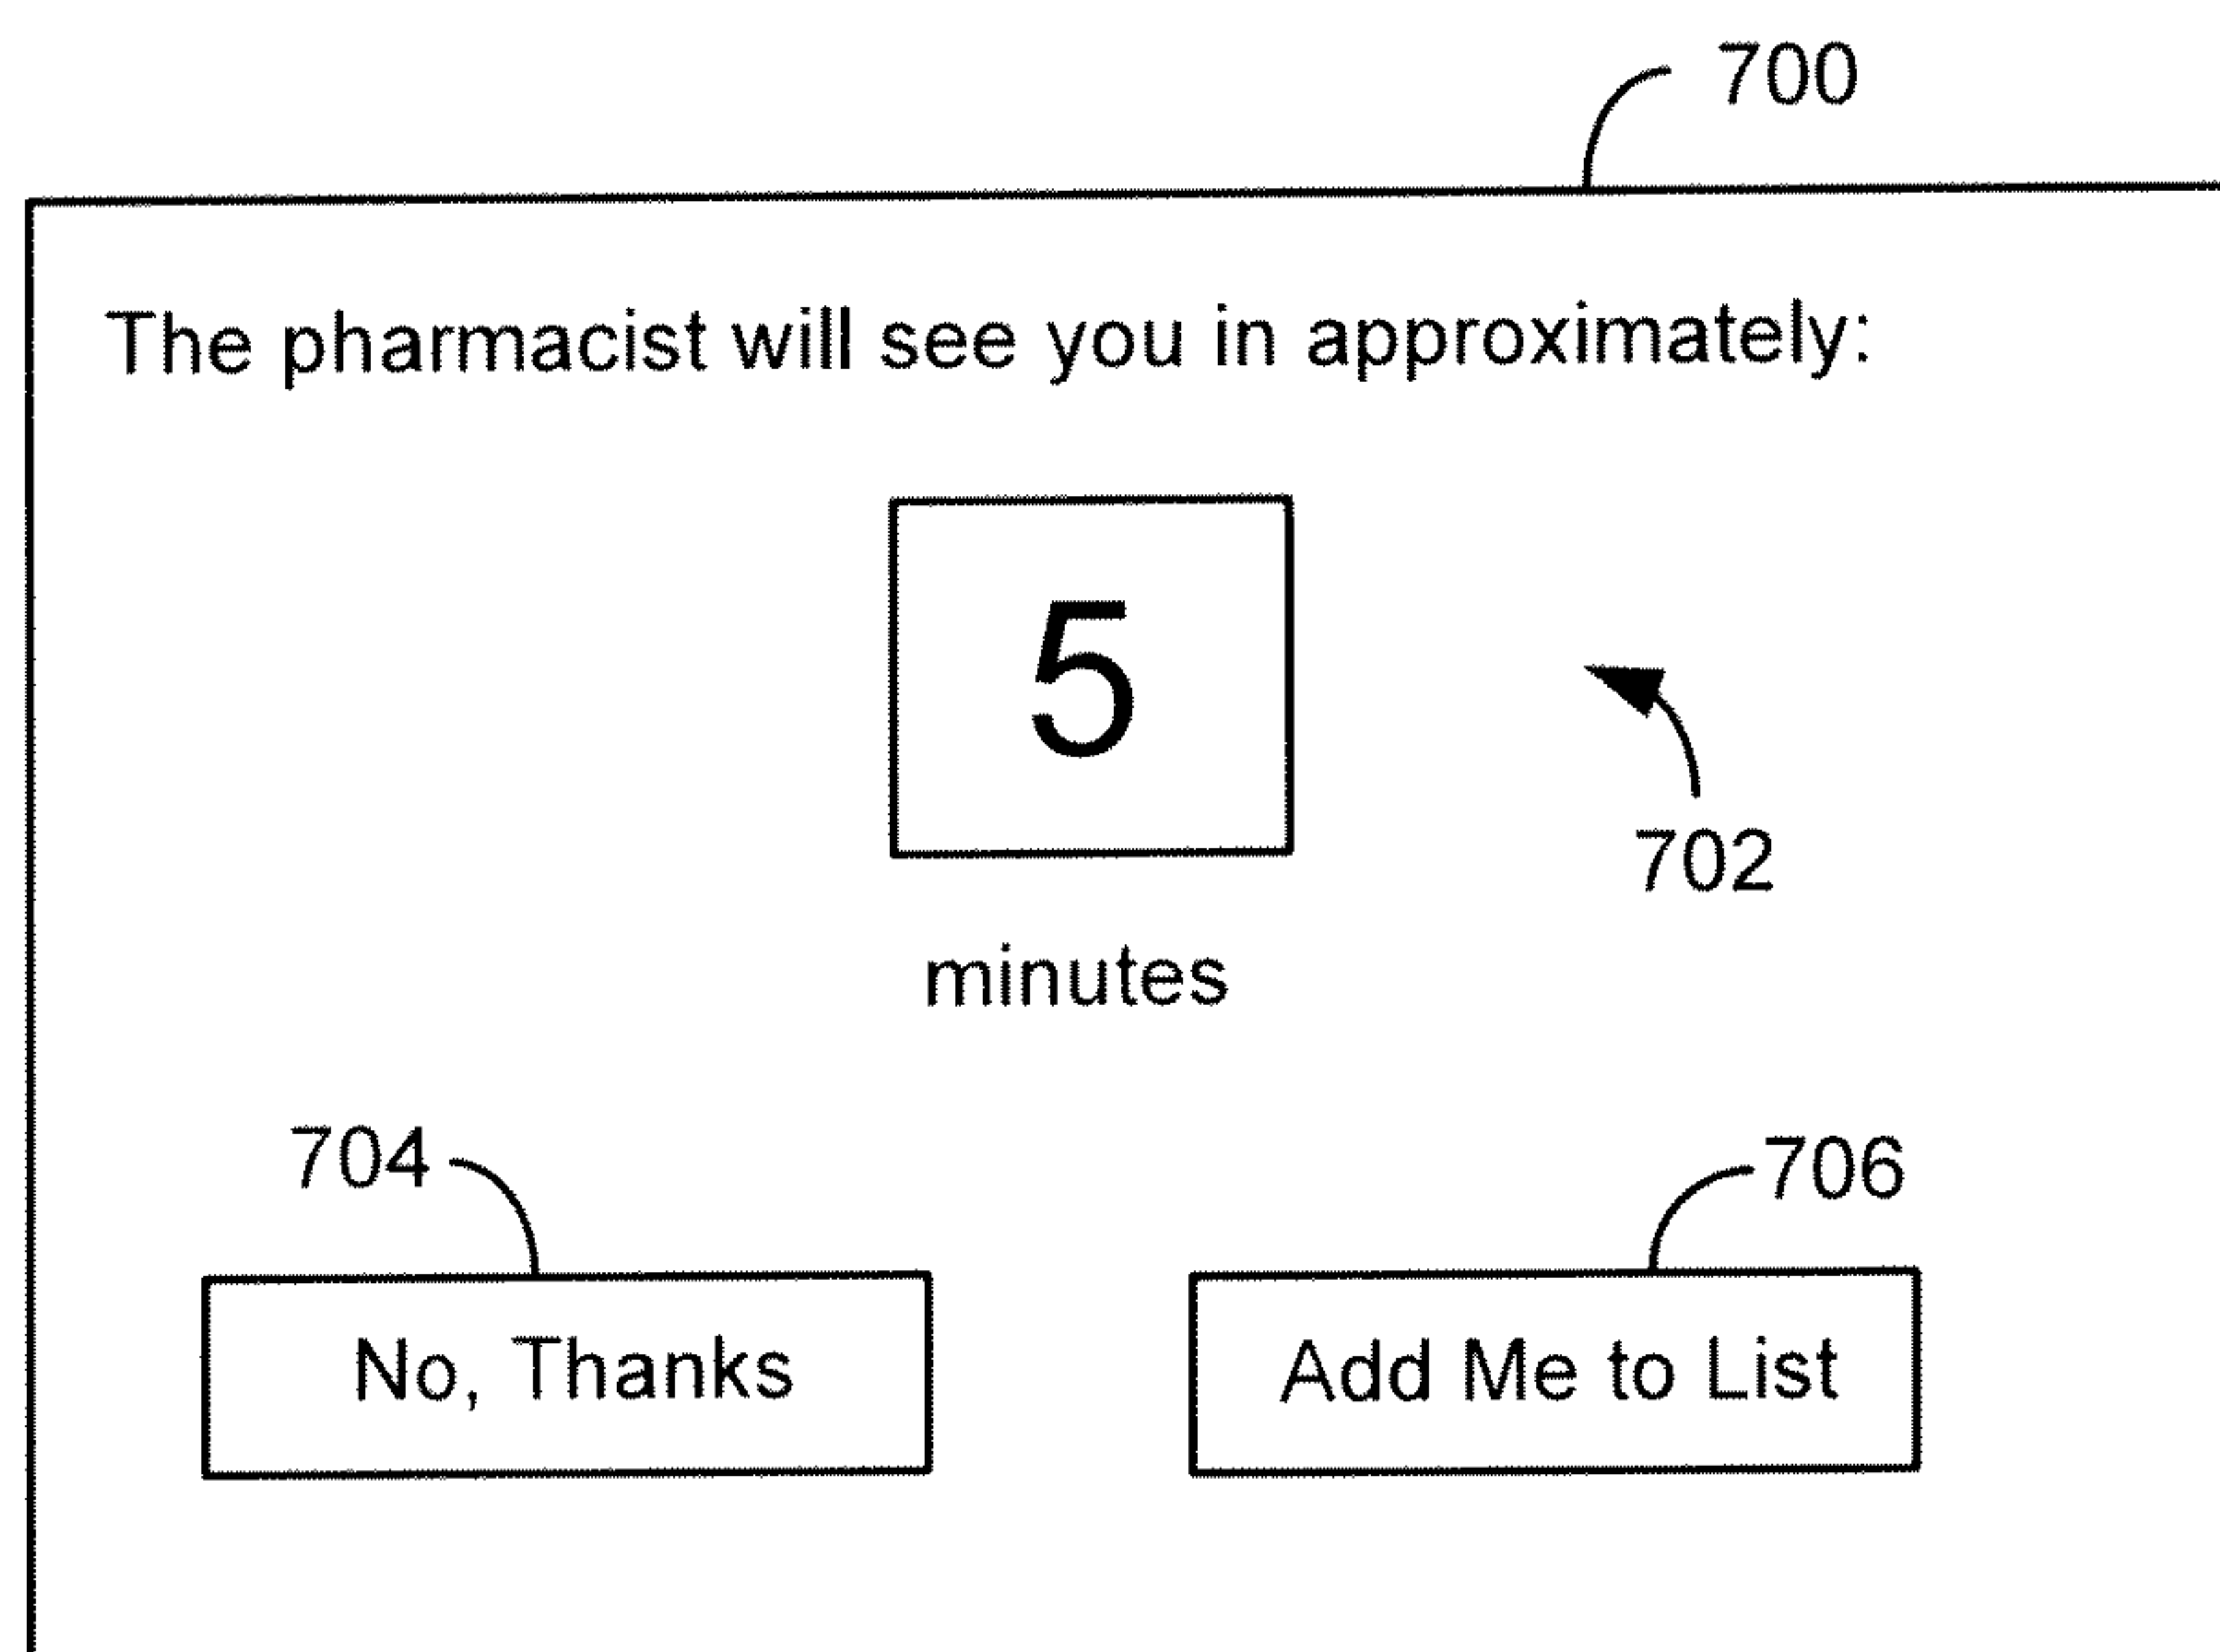 700
The pharmacist will see you in approximately:
5
702
minutes
704
706
No, Thanks
Add Me to List